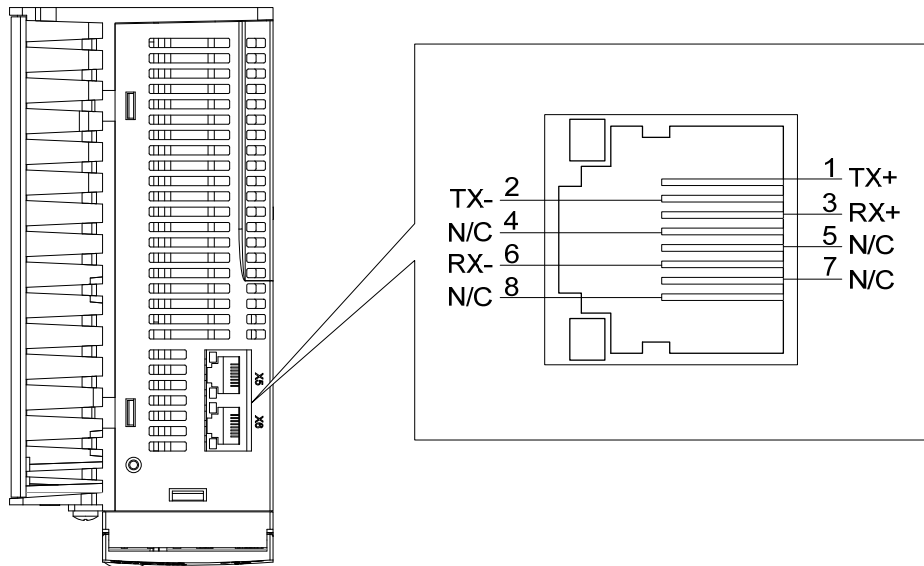 X5
X6
1 TX+
TX- 2
3 RX+
N/C 4
5 N/C
RX- 6
7 N/C
N/C 8